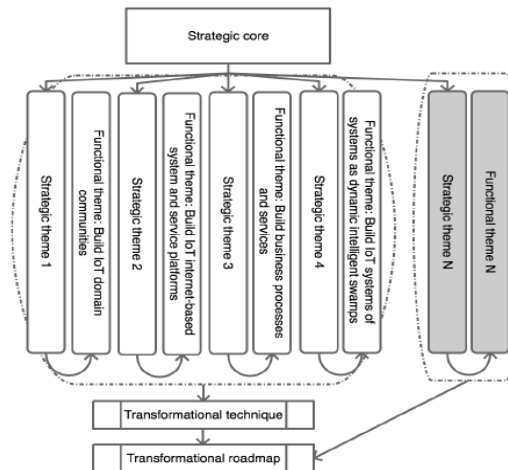 Strategic core
Strategic theme 1
Functional theme: Build IoT domain
communities
Strategic theme 2
Functional theme: Build IoT internet-based
system and service platforms
Strategic theme 3
Functional theme: Build business processes
and services
Strategic theme 4
Functional theme: Build IoT systems of
systems as dynamic intelligent swamps
Strategic theme N
Functional theme N
Transformational technique
Transformational roadmap